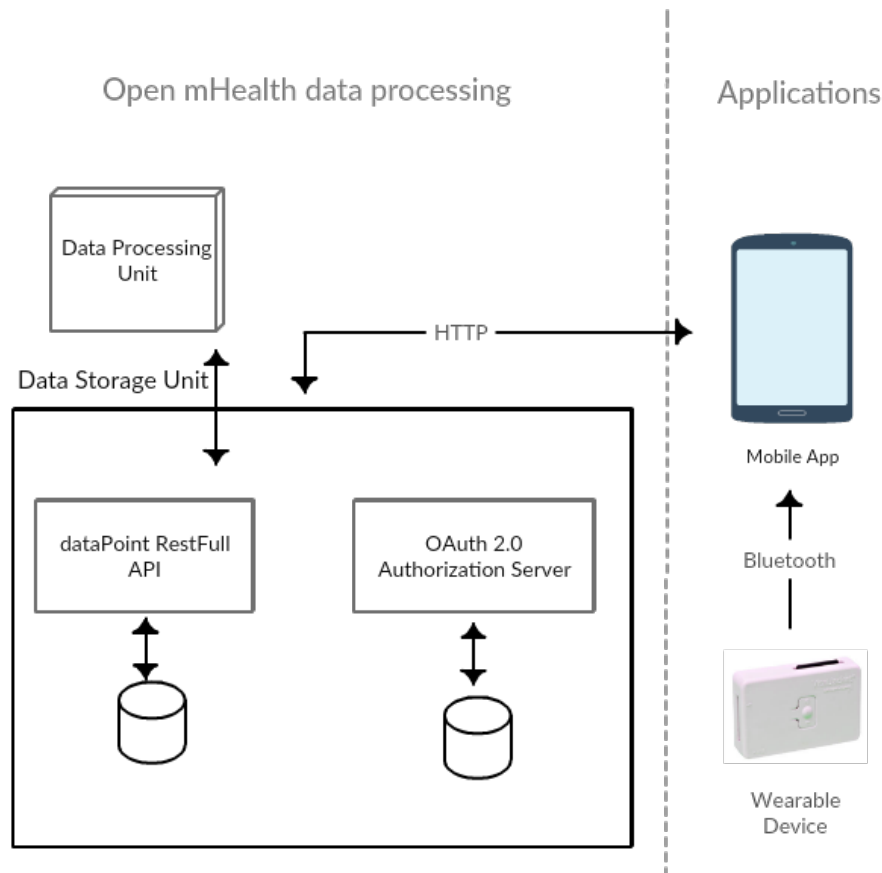 Open mHealth data processing
Applications
Data Processing
Unit
HTTP
Data Storage Unit
Mobile App
dataPoint RestFull
API
OAuth 2.0
Authorization Server
Bluetooth
Wearable
Device